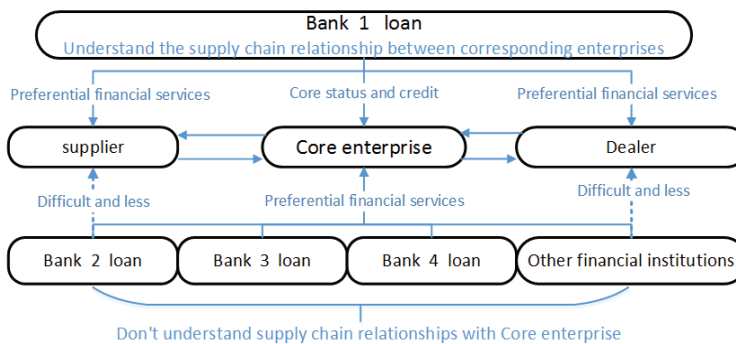 Bank 1 loan
Understand the supply chain relationship between corresponding enterprises
Preferential financial services
Core status and credit
Preferential financial services
supplier
Core enterprise
Dealer
Difficult and less
Preferential financial services
Difficult and less
Bank 2 loan
Bank 3 loan
Bank 4 loan
Other financial institutions
Don't understand supply chain relationships with Core enterprise